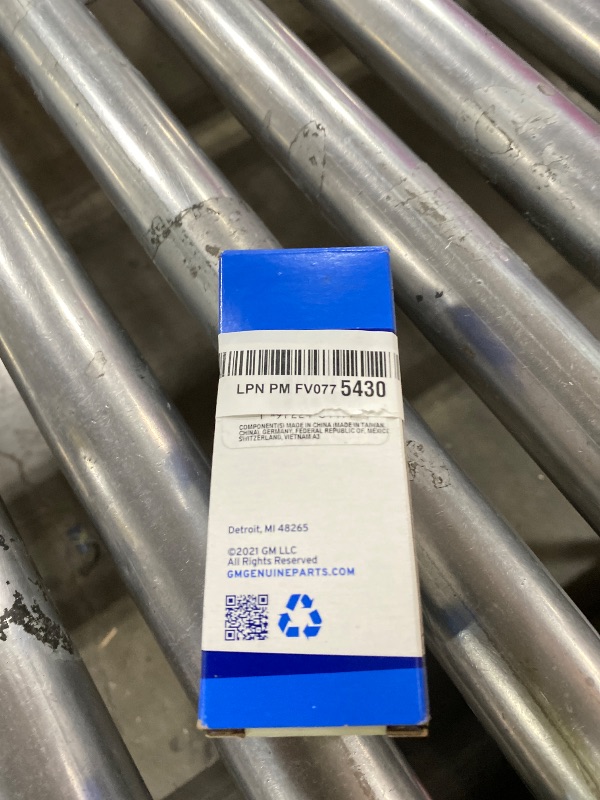 LPN PM FV077 5430
COMPONENT(S) MADE IN CHINA (MADE IN TAIWAN,
CHINA), GERMANY, FEDERAL REPUBLIC OF, MEXICO
SWITZERLAND, VIETNAM A3
Detroit, MI 48265
©2021 GM LLC
All Rights Reserved
GMGENUINEPARTS.COM